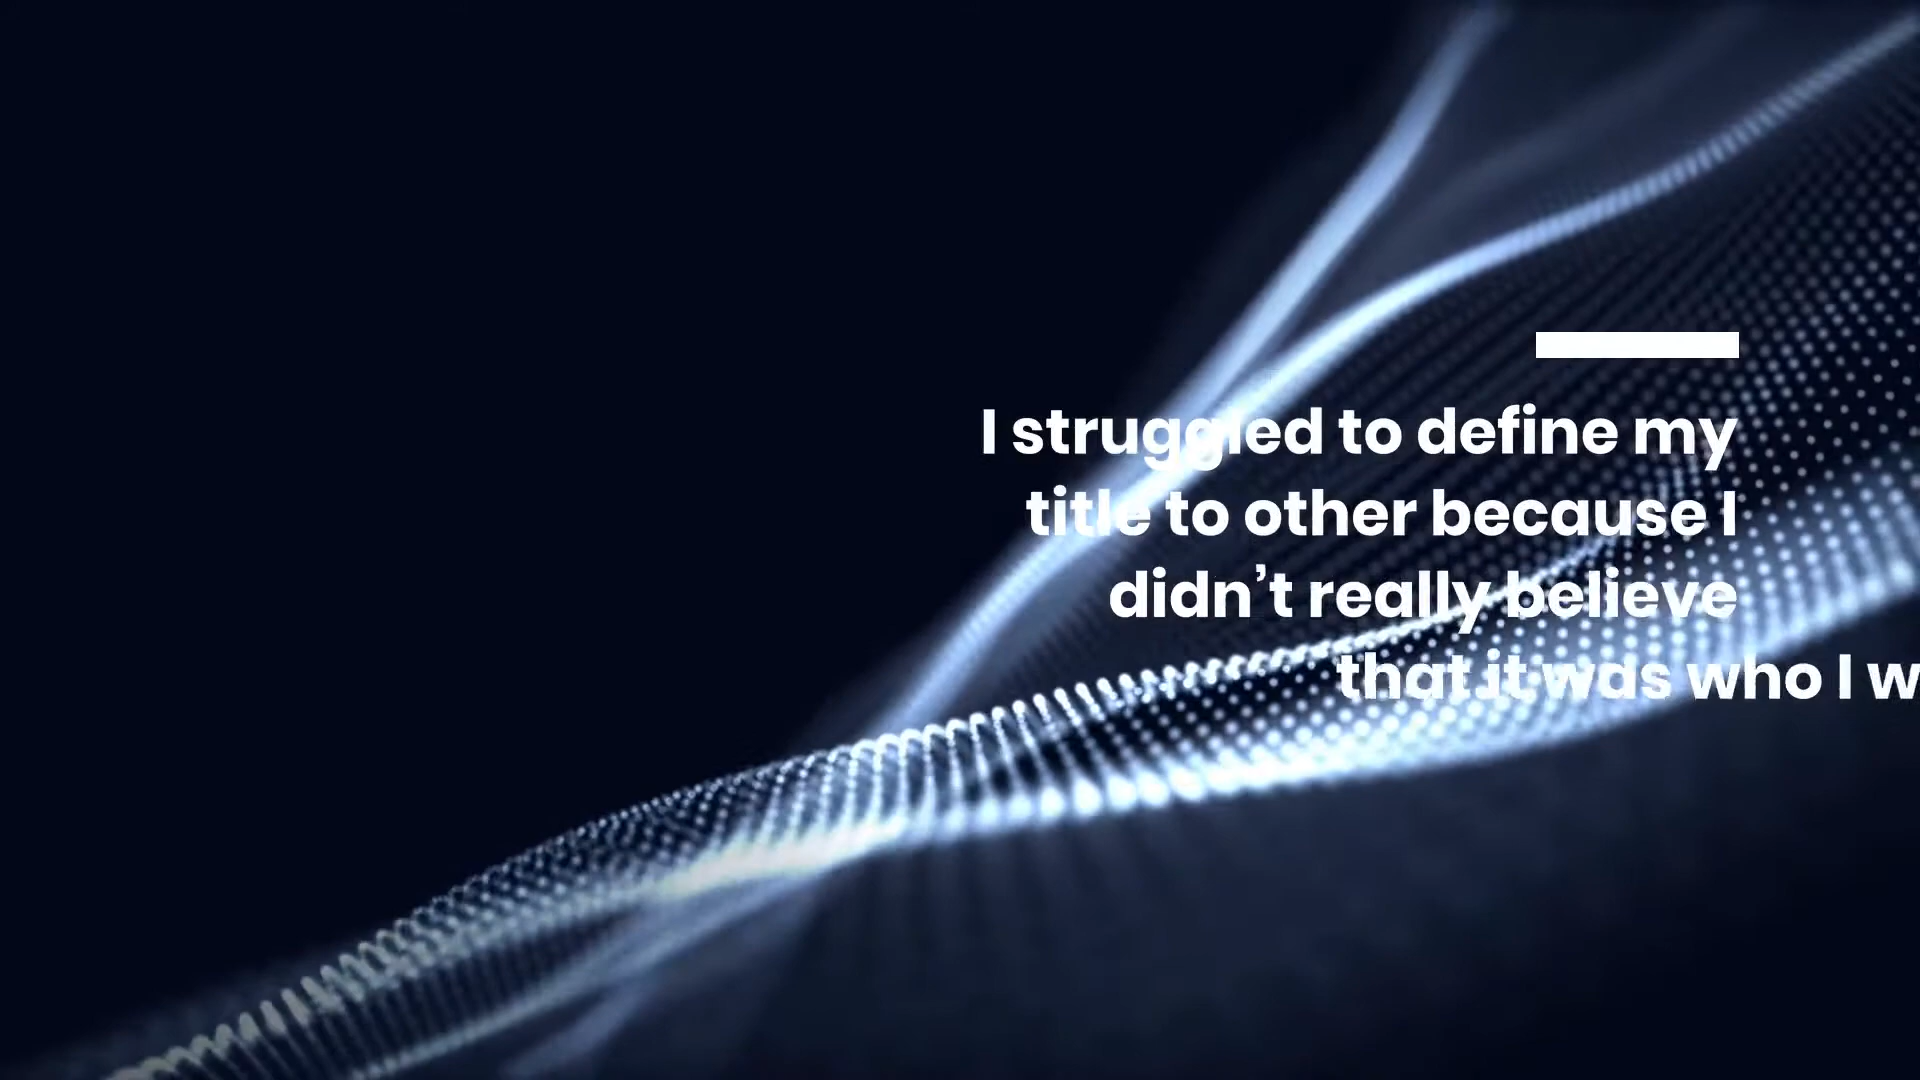 I struggled to define my
title to other because I
didn’t really believe
that it was who I w